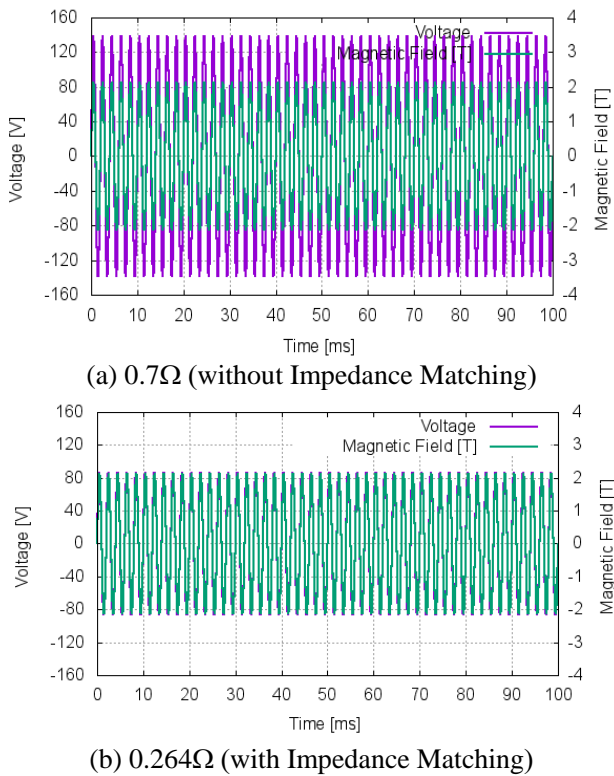 160
120
80
40
0
-40
-80
-120
-160
Voltage [V]
Voltage
Magnetic Field [T]
4
3
2
1
0
-1
-2
-3
-4
Magnetic Field [T]
0 10 20 30 40 50 60 70 80 90 100
Time [ms]
(a) 0.7Ω (without Impedance Matching)
160
120
80
40
0
-40
-80
-120
-160
Voltage [V]
Voltage
Magnetic Field [T]
4
3
2
1
0
-1
-2
-3
-4
Magnetic Field [T]
0 10 20 30 40 50 60 70 80 90 100
Time [ms]
(b) 0.264Ω (with Impedance Matching)